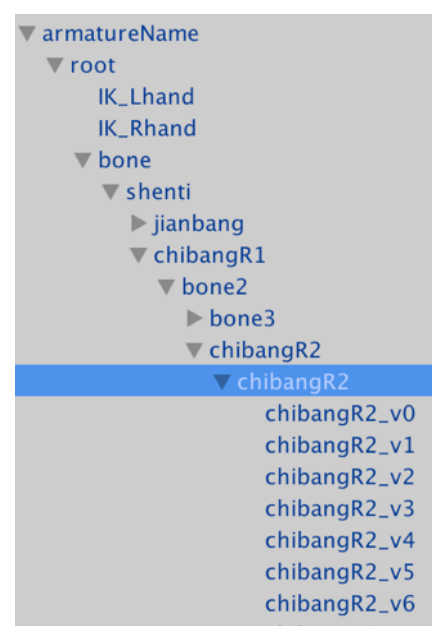 armatureName
root
IK_Lhand
IK_Rhand
bone
shenti
jianbang
chibangR1
bone2
bone3
chibangR2
chibangR2
chibangR2_v0
chibangR2_v1
chibangR2_v2
chibangR2_v3
chibangR2_v4
chibangR2_v5
chibangR2_v6